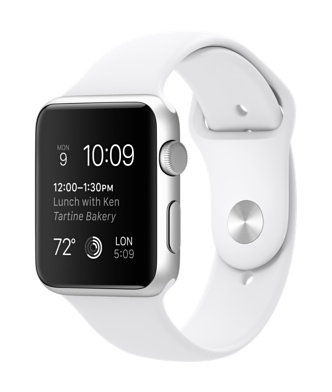 MON
9 10:09
12:00–1:30PM
Lunch with Ken
Tartine Bakery
72° LON
5:09